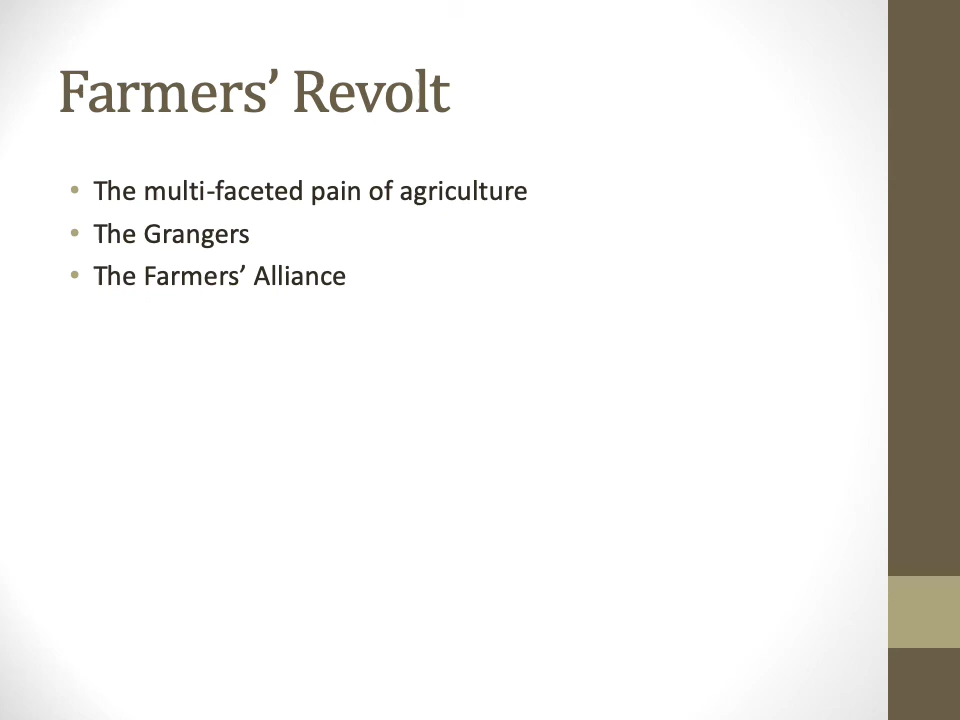 Farmers’ Revolt
• The multi-faceted pain of agriculture
• The Grangers
• The Farmers’ Alliance